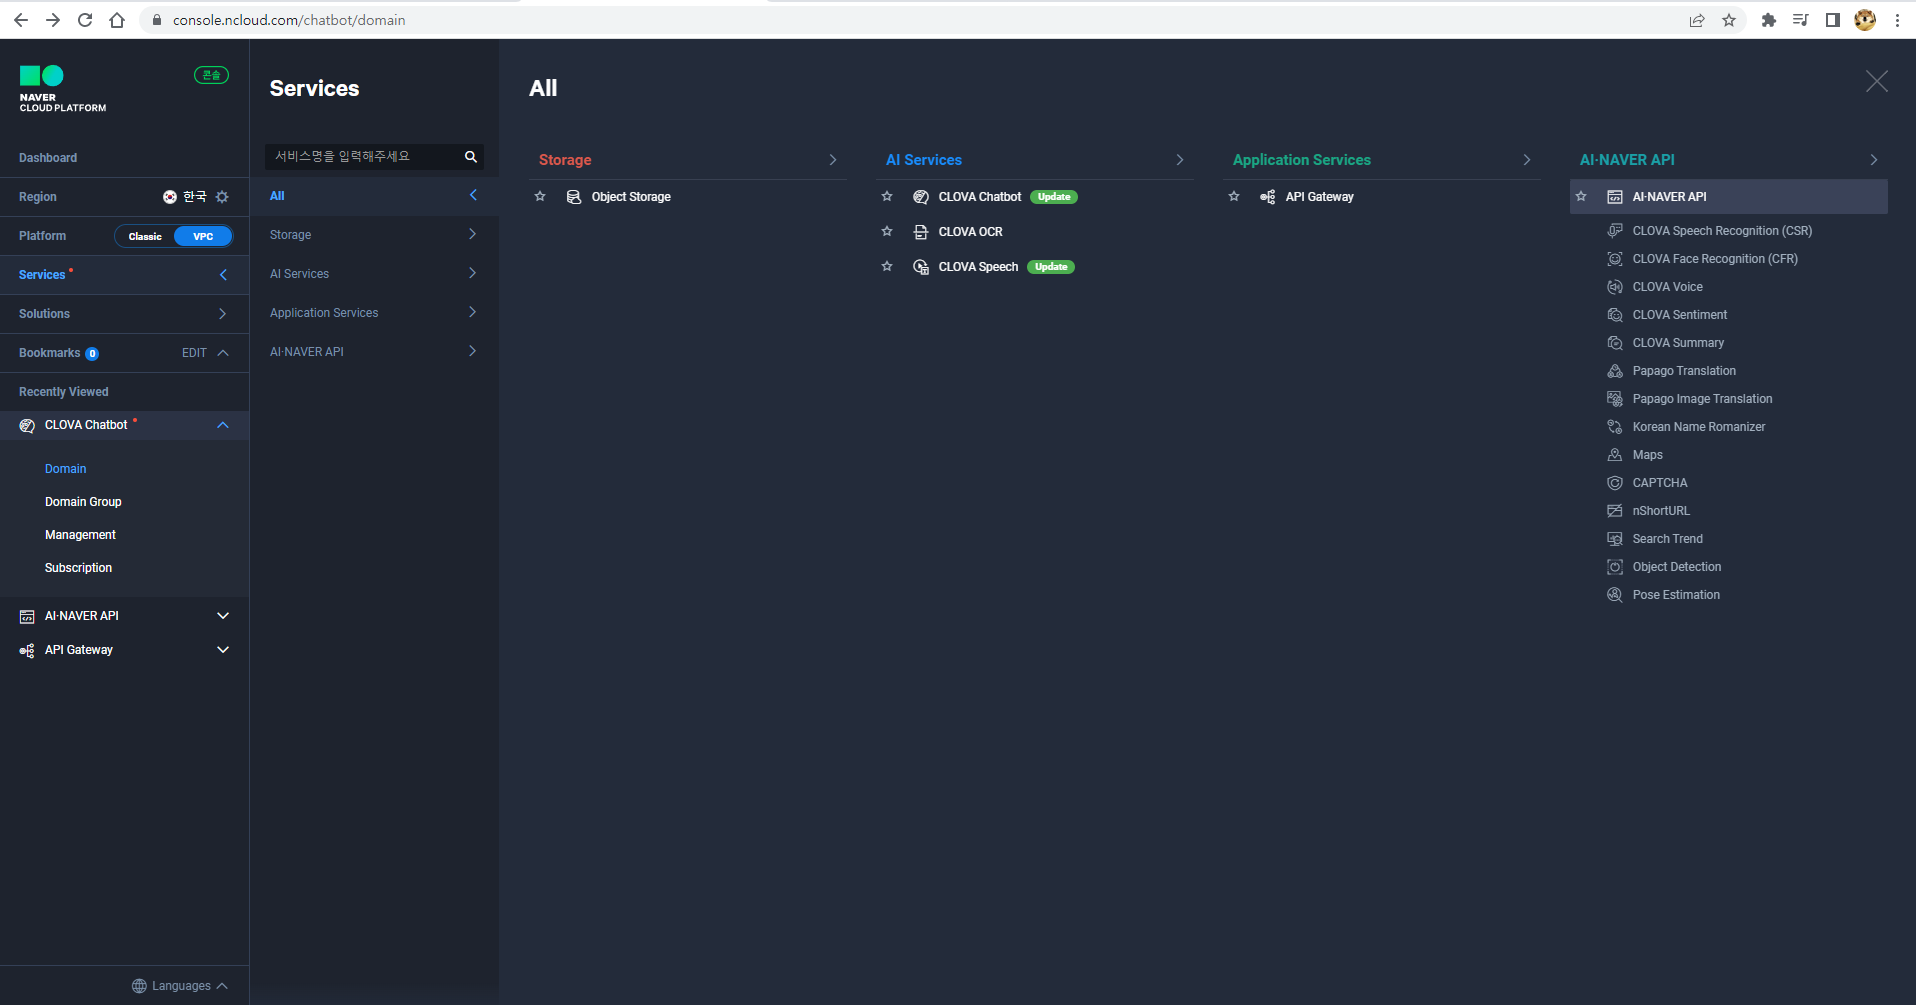 console.ncloud.com/chatbot/domain
NAVER
CLOUD PLATFORM
콘솔
Dashboard
Region 한국
Platform Classic VPC
Services
Solutions
Bookmarks 0 EDIT
Recently Viewed
CLOVA Chatbot
Domain
Domain Group
Management
Subscription
AI·NAVER API
API Gateway
Languages
Services
서비스명을 입력해주세요
All
Storage
AI Services
Application Services
AI·NAVER API
All
Storage
Object Storage
AI Services
CLOVA Chatbot Update
CLOVA OCR
CLOVA Speech Update
Application Services
API Gateway
AI·NAVER API
AI·NAVER API
CLOVA Speech Recognition (CSR)
CLOVA Face Recognition (CFR)
CLOVA Voice
CLOVA Sentiment
CLOVA Summary
Papago Translation
Papago Image Translation
Korean Name Romanizer
Maps
CAPTCHA
nShortURL
Search Trend
Object Detection
Pose Estimation